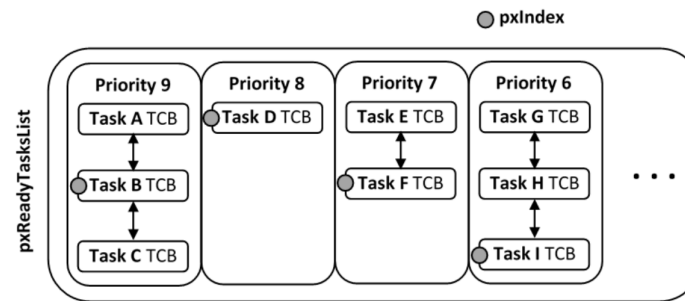 pxIndex
pxReadyTasksList
Priority 9
Task A TCB
Task B TCB
Task C TCB
Priority 8
Task D TCB
Priority 7
Task E TCB
Task F TCB
Priority 6
Task G TCB
Task H TCB
Task I TCB
...